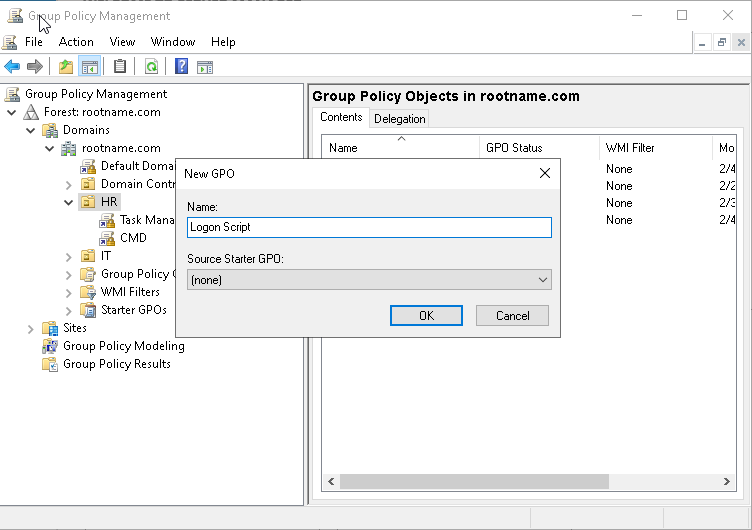 Group Policy Management
File Action View Window Help
Group Policy Management
Forest: rootname.com
Domains
rootname.com
Default Doma
Domain Contr
HR
Task Mana
CMD
IT
Group Policy
WMI Filters
Starter GPOs
Sites
Group Policy Modeling
Group Policy Results
Group Policy Objects in rootname.com
Contents Delegation
Name GPO Status WMI Filter Mo
None 2/4
None 2/2
None 2/3
None 2/4
New GPO
Name:
Logon Script
Source Starter GPO:
(none)
OK Cancel